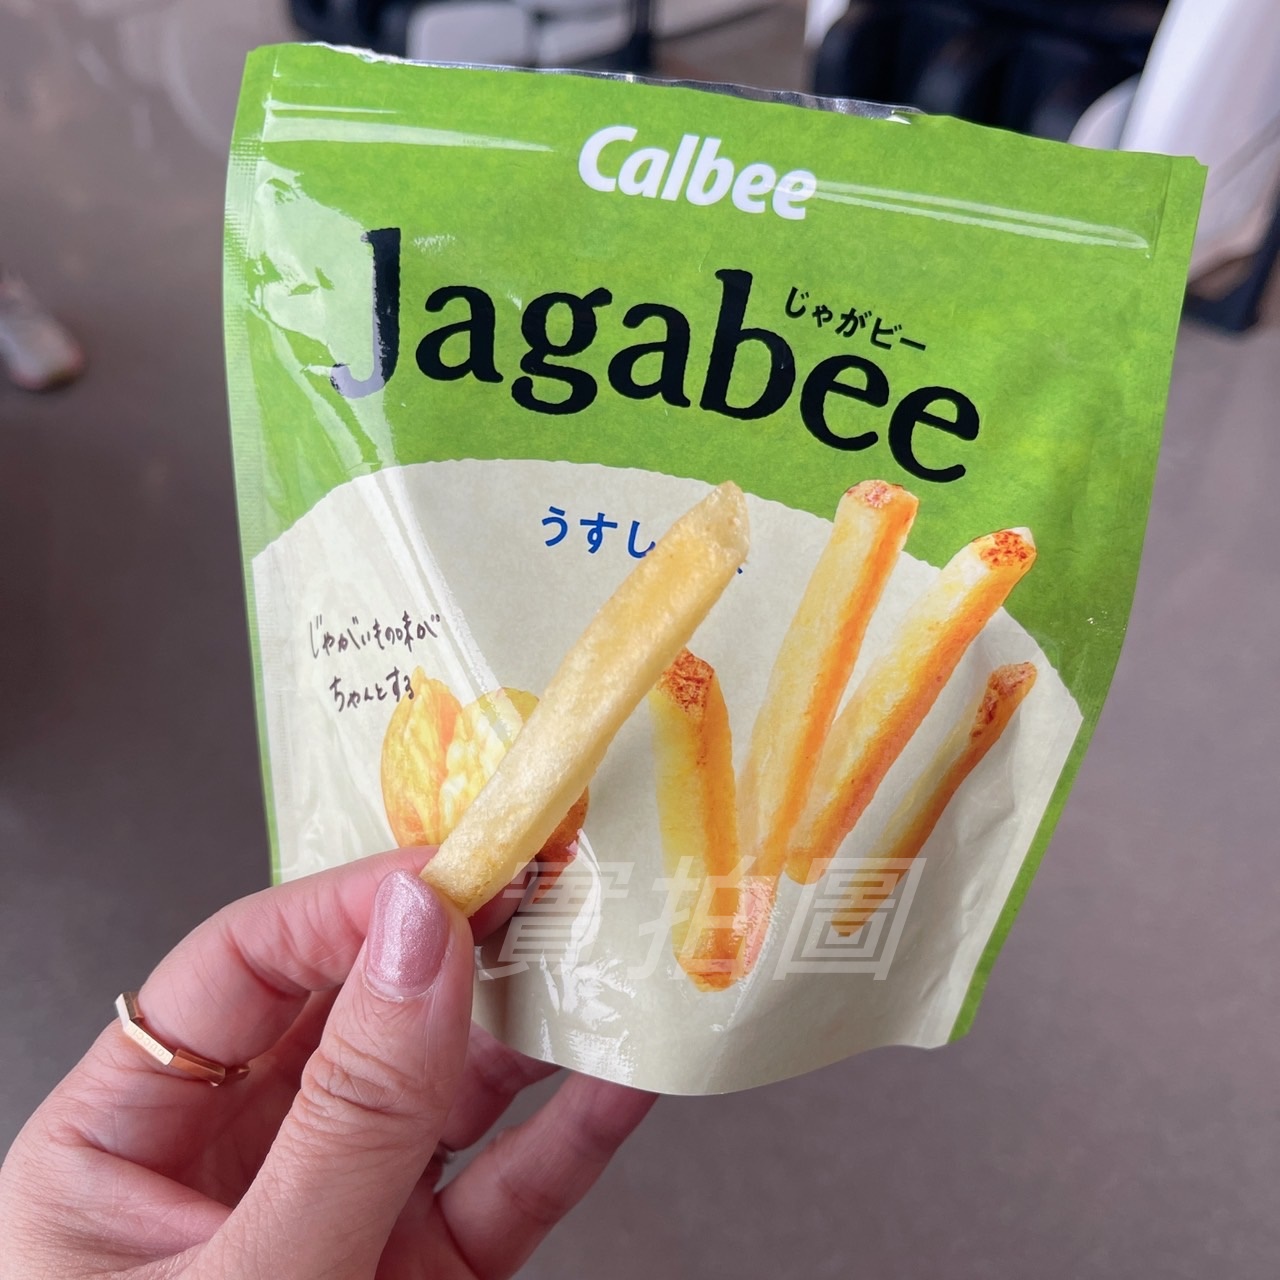 Calbee
じゃがビー
Jagabee
うすし
じゃがいもの味が
ちゃんとする
實拍圖